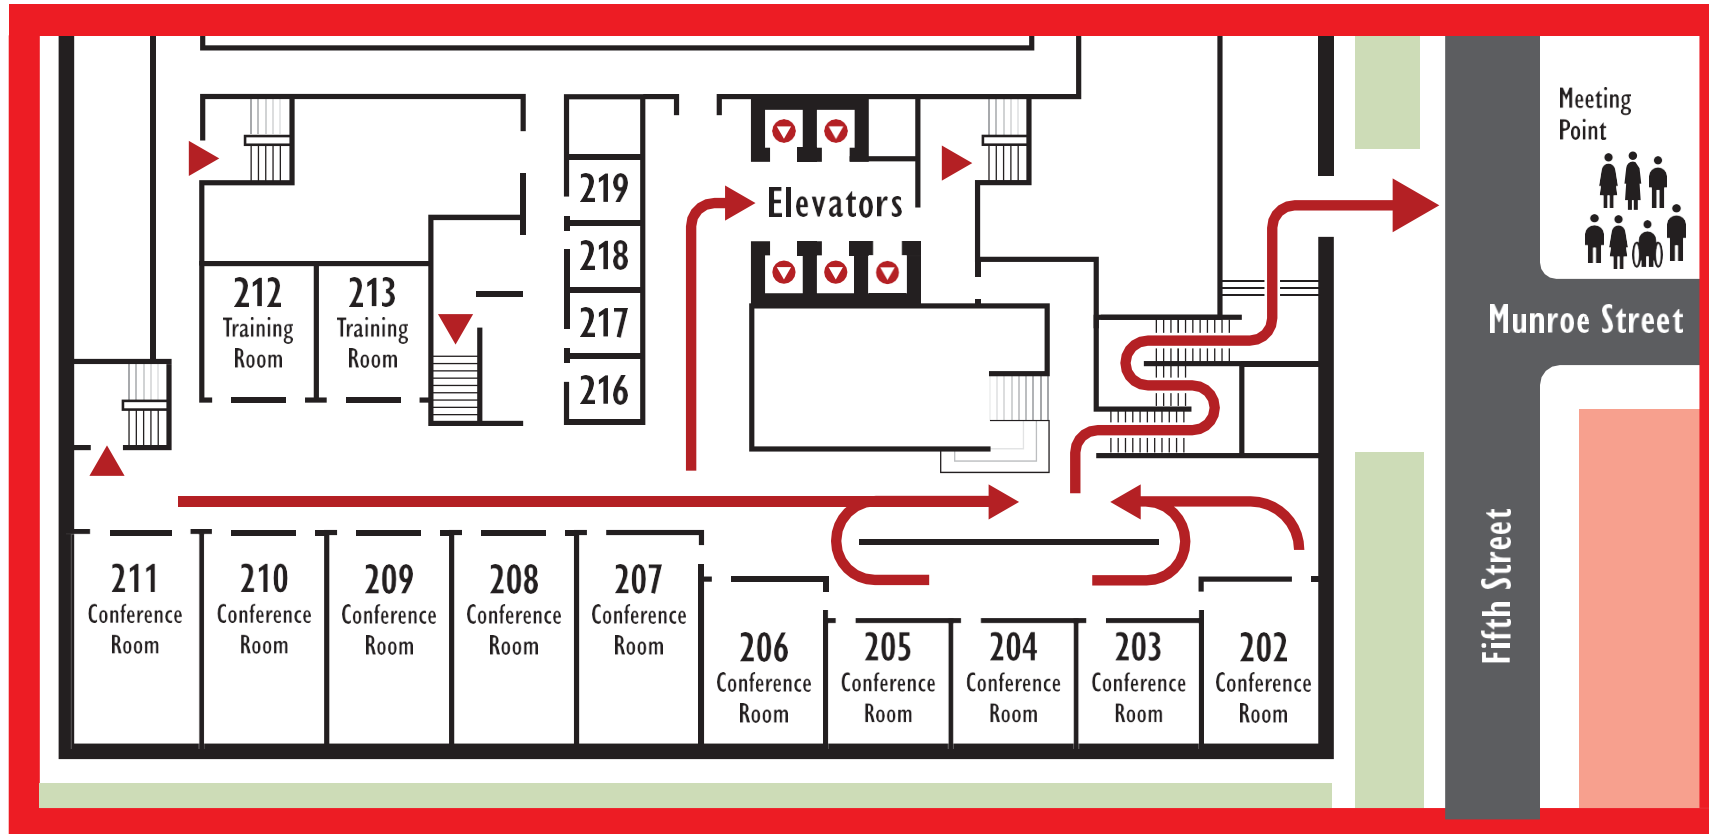 Meeting
Point
219
Elevators
218
212
Training
Room
213
Training
Room
217
Munroe Street
216
211
Conference
Room
210
Conference
Room
209
Conference
Room
208
Conference
Room
207
Conference
Room
206
Conference
Room
205
Conference
Room
204
Conference
Room
203
Conference
Room
202
Conference
Room
Fifth Street